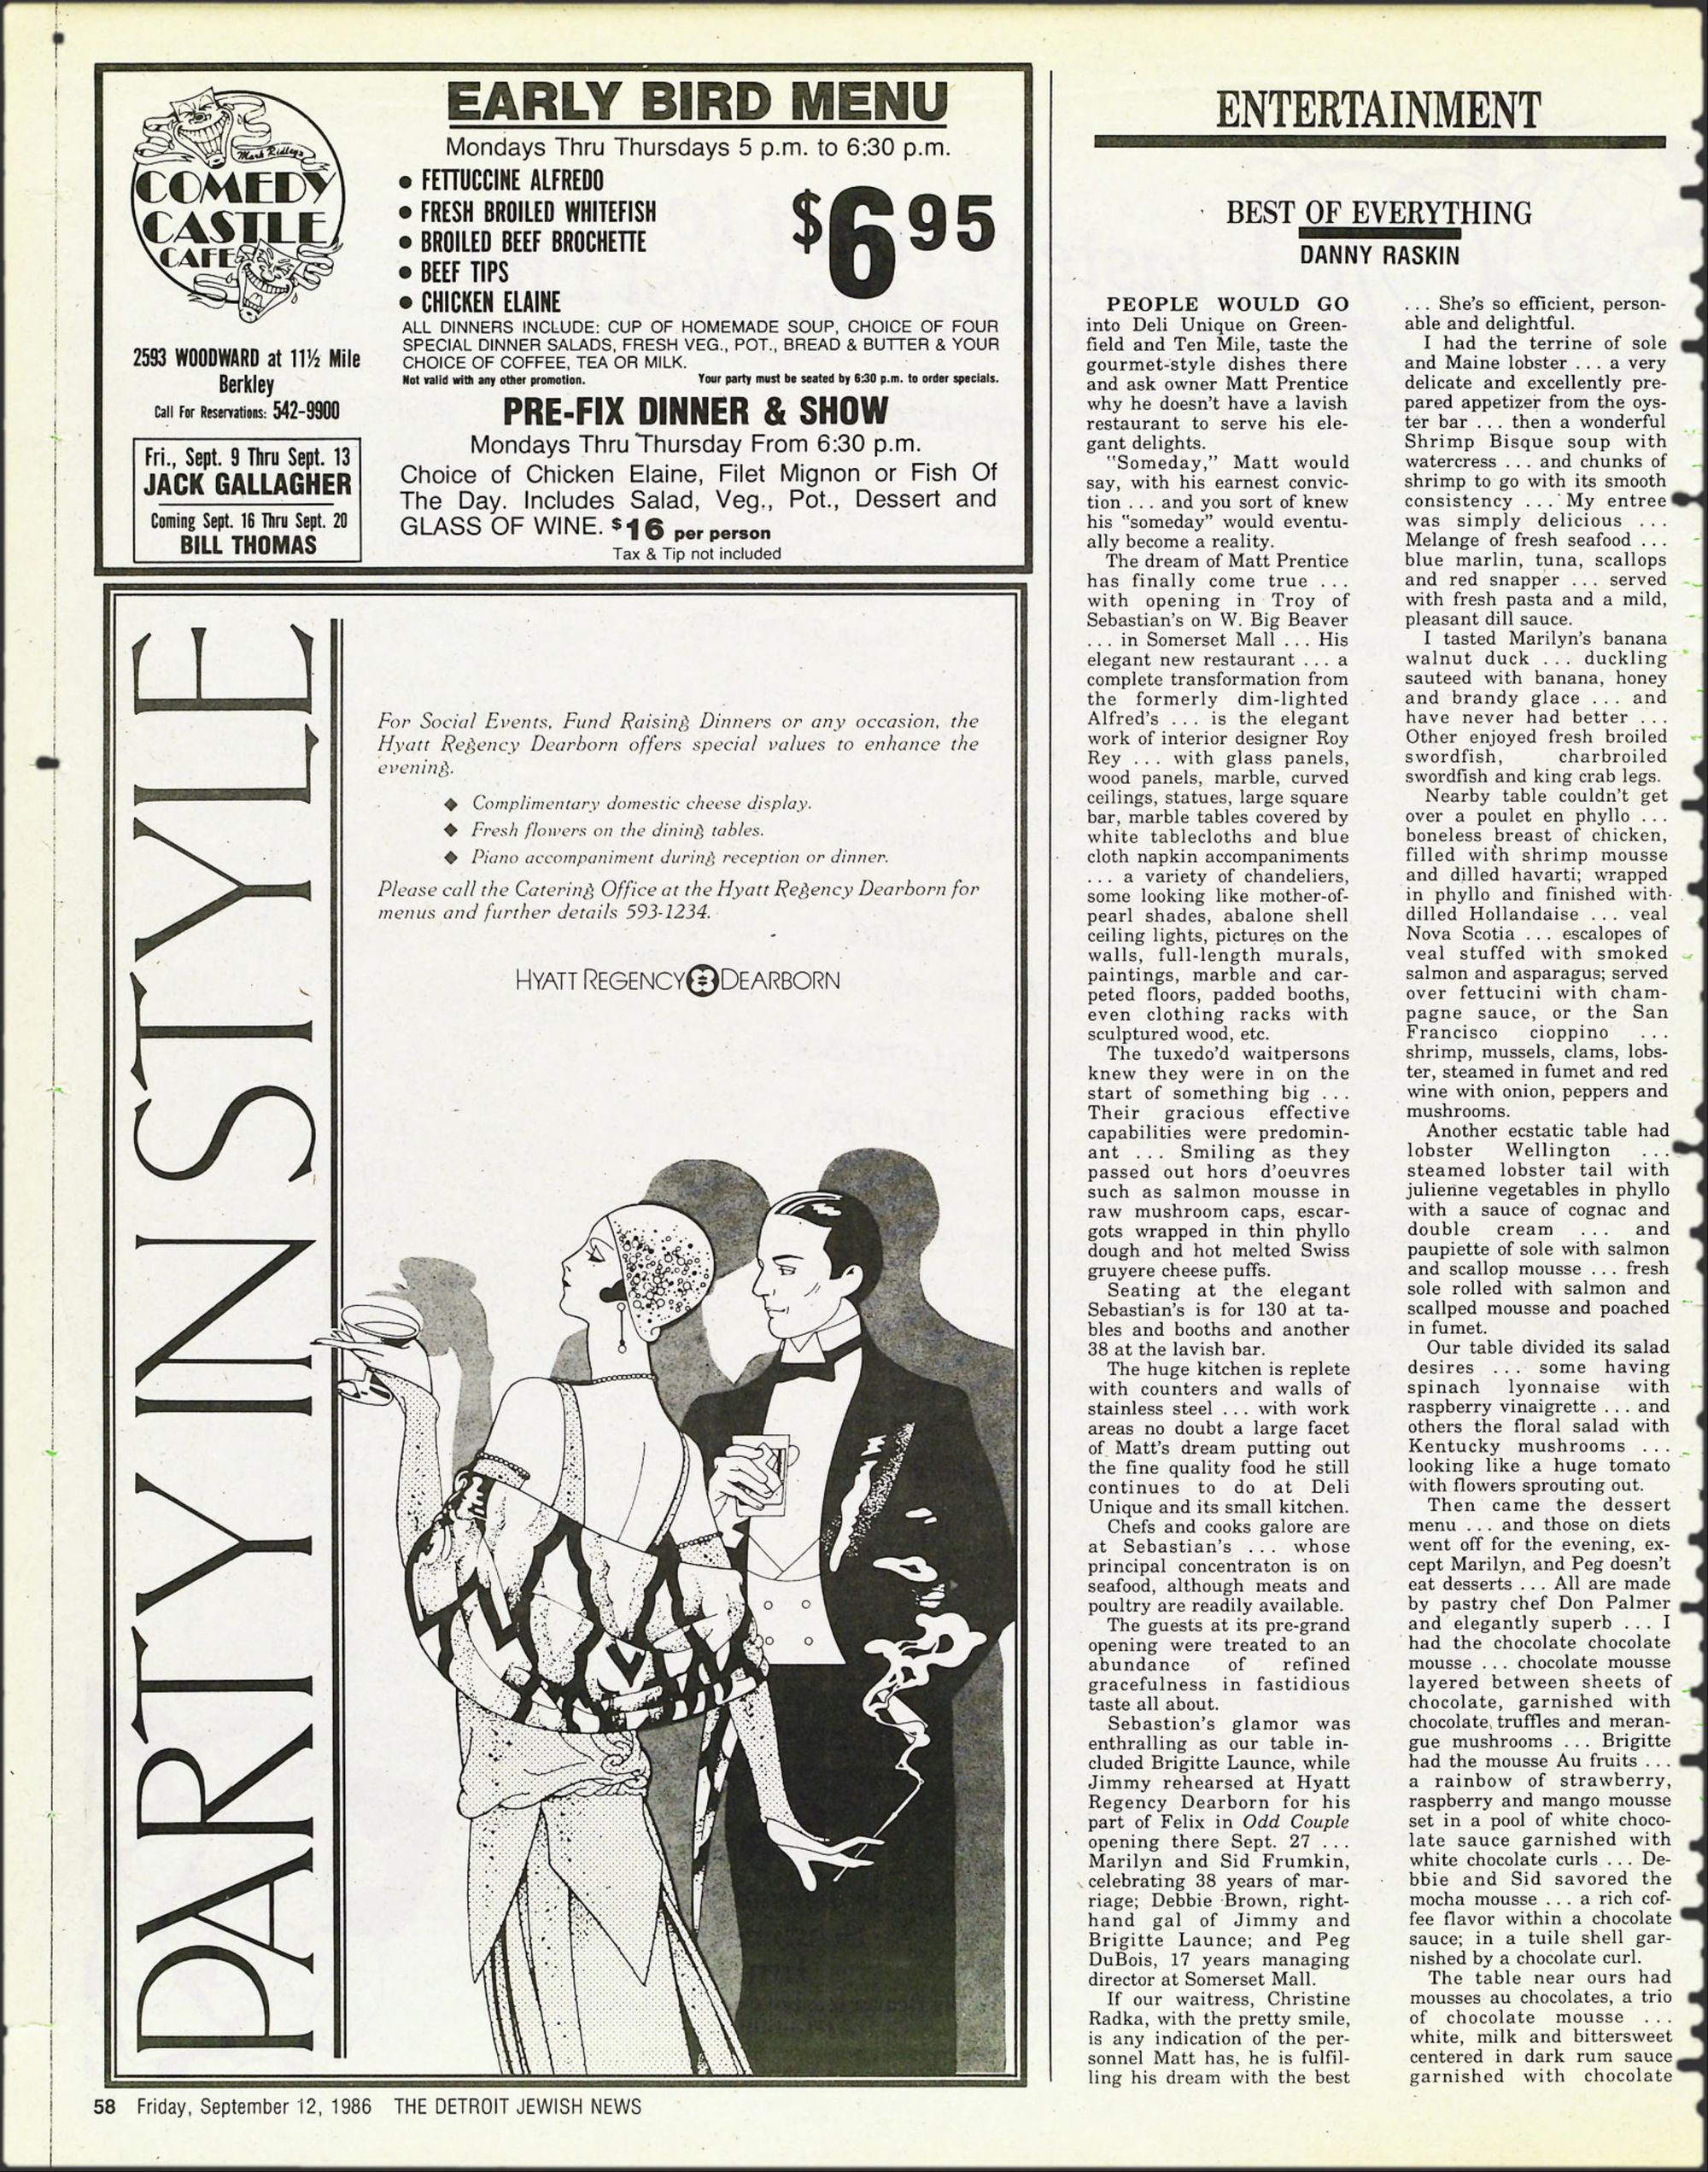 Mark Ridley's
COMEDY
CASTLE
CAFE
2593 WOODWARD at 11½ Mile
Berkley
Call For Reservations: 542-9900
Fri., Sept. 9 Thru Sept. 13
JACK GALLAGHER
Coming Sept. 16 Thru Sept. 20
BILL THOMAS
EARLY BIRD MENU
Mondays Thru Thursdays 5 p.m. to 6:30 p.m.
• FETTUCCINE ALFREDO
• FRESH BROILED WHITEFISH
• BROILED BEEF BROCHETTE
• BEEF TIPS
• CHICKEN ELAINE
$6 95
ALL DINNERS INCLUDE: CUP OF HOMEMADE SOUP, CHOICE OF FOUR
SPECIAL DINNER SALADS, FRESH VEG., POT., BREAD & BUTTER & YOUR
CHOICE OF COFFEE, TEA OR MILK.
Not valid with any other promotion. Your party must be seated by 6:30 p.m. to order specials.
PRE-FIX DINNER & SHOW
Mondays Thru Thursday From 6:30 p.m.
Choice of Chicken Elaine, Filet Mignon or Fish Of
The Day. Includes Salad, Veg., Pot., Dessert and
GLASS OF WINE. $16 per person
Tax & Tip not included
PARTY IN STYLE
For Social Events, Fund Raising Dinners or any occasion, the
Hyatt Regency Dearborn offers special values to enhance the
evening.
◆ Complimentary domestic cheese display.
◆ Fresh flowers on the dining tables.
◆ Piano accompaniment during reception or dinner.
Please call the Catering Office at the Hyatt Regency Dearborn for
menus and further details 593-1234.
HYATT REGENCY DEARBORN
ENTERTAINMENT
BEST OF EVERYTHING
DANNY RASKIN
PEOPLE WOULD GO
into Deli Unique on Green-
field and Ten Mile, taste the
gourmet-style dishes there
and ask owner Matt Prentice
why he doesn't have a lavish
restaurant to serve his ele-
gant delights.
"Someday," Matt would
say, with his earnest convic-
tion ... and you sort of knew
his "someday" would eventu-
ally become a reality.
The dream of Matt Prentice
has finally come true ...
with opening in Troy of
Sebastian's on W. Big Beaver
... in Somerset Mall ... His
elegant new restaurant ... a
complete transformation from
the formerly dim-lighted
Alfred's ... is the elegant
work of interior designer Roy
Rey ... with glass panels,
wood panels, marble, curved
ceilings, statues, large square
bar, marble tables covered by
white tablecloths and blue
cloth napkin accompaniments
... a variety of chandeliers,
some looking like mother-of-
pearl shades, abalone shell
ceiling lights, pictures on the
walls, full-length murals,
paintings, marble and car-
peted floors, padded booths,
even clothing racks with
sculptured wood, etc.
The tuxedo'd waitpersons
knew they were in on the
start of something big ...
Their gracious effective
capabilities were predomin-
ant ... Smiling as they
passed out hors d'oeuvres
such as salmon mousse in
raw mushroom caps, escar-
gots wrapped in thin phyllo
dough and hot melted Swiss
gruyere cheese puffs.
Seating at the elegant
Sebastian's is for 130 at ta-
bles and booths and another
38 at the lavish bar.
The huge kitchen is replete
with counters and walls of
stainless steel ... with work
areas no doubt a large facet
of Matt's dream putting out
the fine quality food he still
continues to do at Deli
Unique and its small kitchen.
Chefs and cooks galore are
at Sebastian's ... whose
principal concentraton is on
seafood, although meats and
poultry are readily available.
The guests at its pre-grand
opening were treated to an
abundance of refined
gracefulness in fastidious
taste all about.
Sebastion's glamor was
enthralling as our table in-
cluded Brigitte Launce, while
Jimmy rehearsed at Hyatt
Regency Dearborn for his
part of Felix in Odd Couple
opening there Sept. 27 ...
Marilyn and Sid Frumkin,
celebrating 38 years of mar-
riage; Debbie Brown, right-
hand gal of Jimmy and
Brigitte Launce; and Peg
DuBois, 17 years managing
director at Somerset Mall.
If our waitress, Christine
Radka, with the pretty smile,
is any indication of the per-
sonnel Matt has, he is fulfil-
ling his dream with the best
... She's so efficient, person-
able and delightful.
I had the terrine of sole
and Maine lobster ... a very
delicate and excellently pre-
pared appetizer from the oys-
ter bar ... then a wonderful
Shrimp Bisque soup with
watercress ... and chunks of
shrimp to go with its smooth
consistency ... My entree
was simply delicious ...
Melange of fresh seafood ...
blue marlin, tuna, scallops
and red snapper ... served
with fresh pasta and a mild,
pleasant dill sauce.
I tasted Marilyn's banana
walnut duck ... duckling
sauteed with banana, honey
and brandy glace ... and
have never had better ...
Other enjoyed fresh broiled
swordfish, charbroiled
swordfish and king crab legs.
Nearby table couldn't get
over a poulet en phyllo ...
boneless breast of chicken,
filled with shrimp mousse
and dilled havarti; wrapped
in phyllo and finished with
dilled Hollandaise ... veal
Nova Scotia ... escalopes of
veal stuffed with smoked
salmon and asparagus; served
over fettucini with cham-
pagne sauce, or the San
Francisco cioppino ...
shrimp, mussels, clams, lobs-
ter, steamed in fumet and red
wine with onion, peppers and
mushrooms.
Another ecstatic table had
lobster Wellington ...
steamed lobster tail with
julienne vegetables in phyllo
with a sauce of cognac and
double cream ... and
paupiette of sole with salmon
and scallop mousse ... fresh
sole rolled with salmon and
scallped mousse and poached
in fumet.
Our table divided its salad
desires ... some having
spinach lyonnaise with
raspberry vinaigrette ... and
others the floral salad with
Kentucky mushrooms ...
looking like a huge tomato
with flowers sprouting out.
Then came the dessert
menu ... and those on diets
went off for the evening, ex-
cept Marilyn, and Peg doesn't
eat desserts ... All are made
by pastry chef Don Palmer
and elegantly superb ... I
had the chocolate chocolate
mousse ... chocolate mousse
layered between sheets of
chocolate, garnished with
chocolate truffles and meran-
gue mushrooms ... Brigitte
had the mousse Au fruits ...
a rainbow of strawberry,
raspberry and mango mousse
set in a pool of white choco-
late sauce garnished with
white chocolate curls ... De-
bbie and Sid savored the
mocha mousse ... a rich cof-
fee flavor within a chocolate
sauce; in a tuile shell gar-
nished by a chocolate curl.
The table near ours had
mousses au chocolates, a trio
of chocolate mousse ...
white, milk and bittersweet
centered in dark rum sauce
garnished with chocolate
58 Friday, September 12, 1986 THE DETROIT JEWISH NEWS